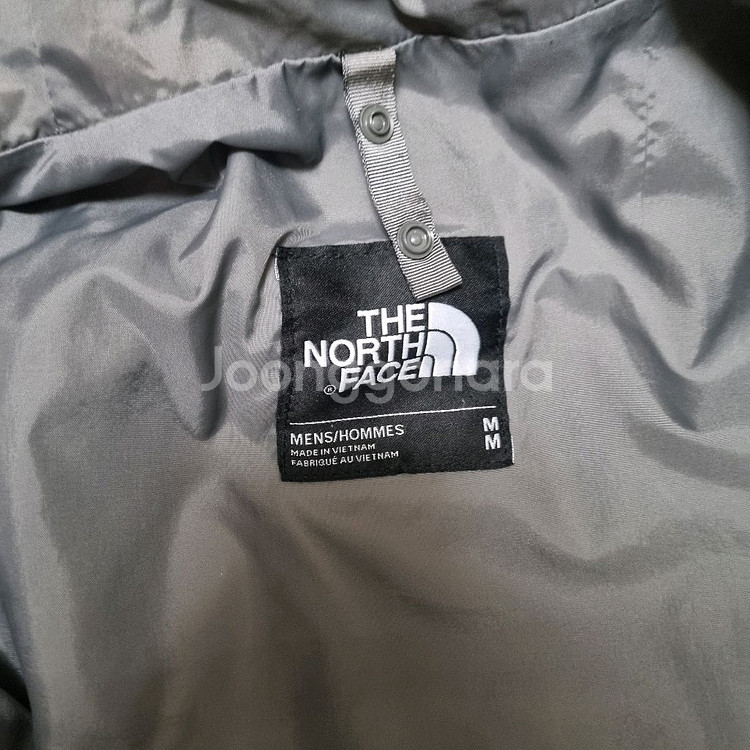 THE
NORTH
FACE
®
MENS/HOMMES
M
MADE IN VIETNAM
M
FABRIQUÉ AU VIETNAM
Joonggonara